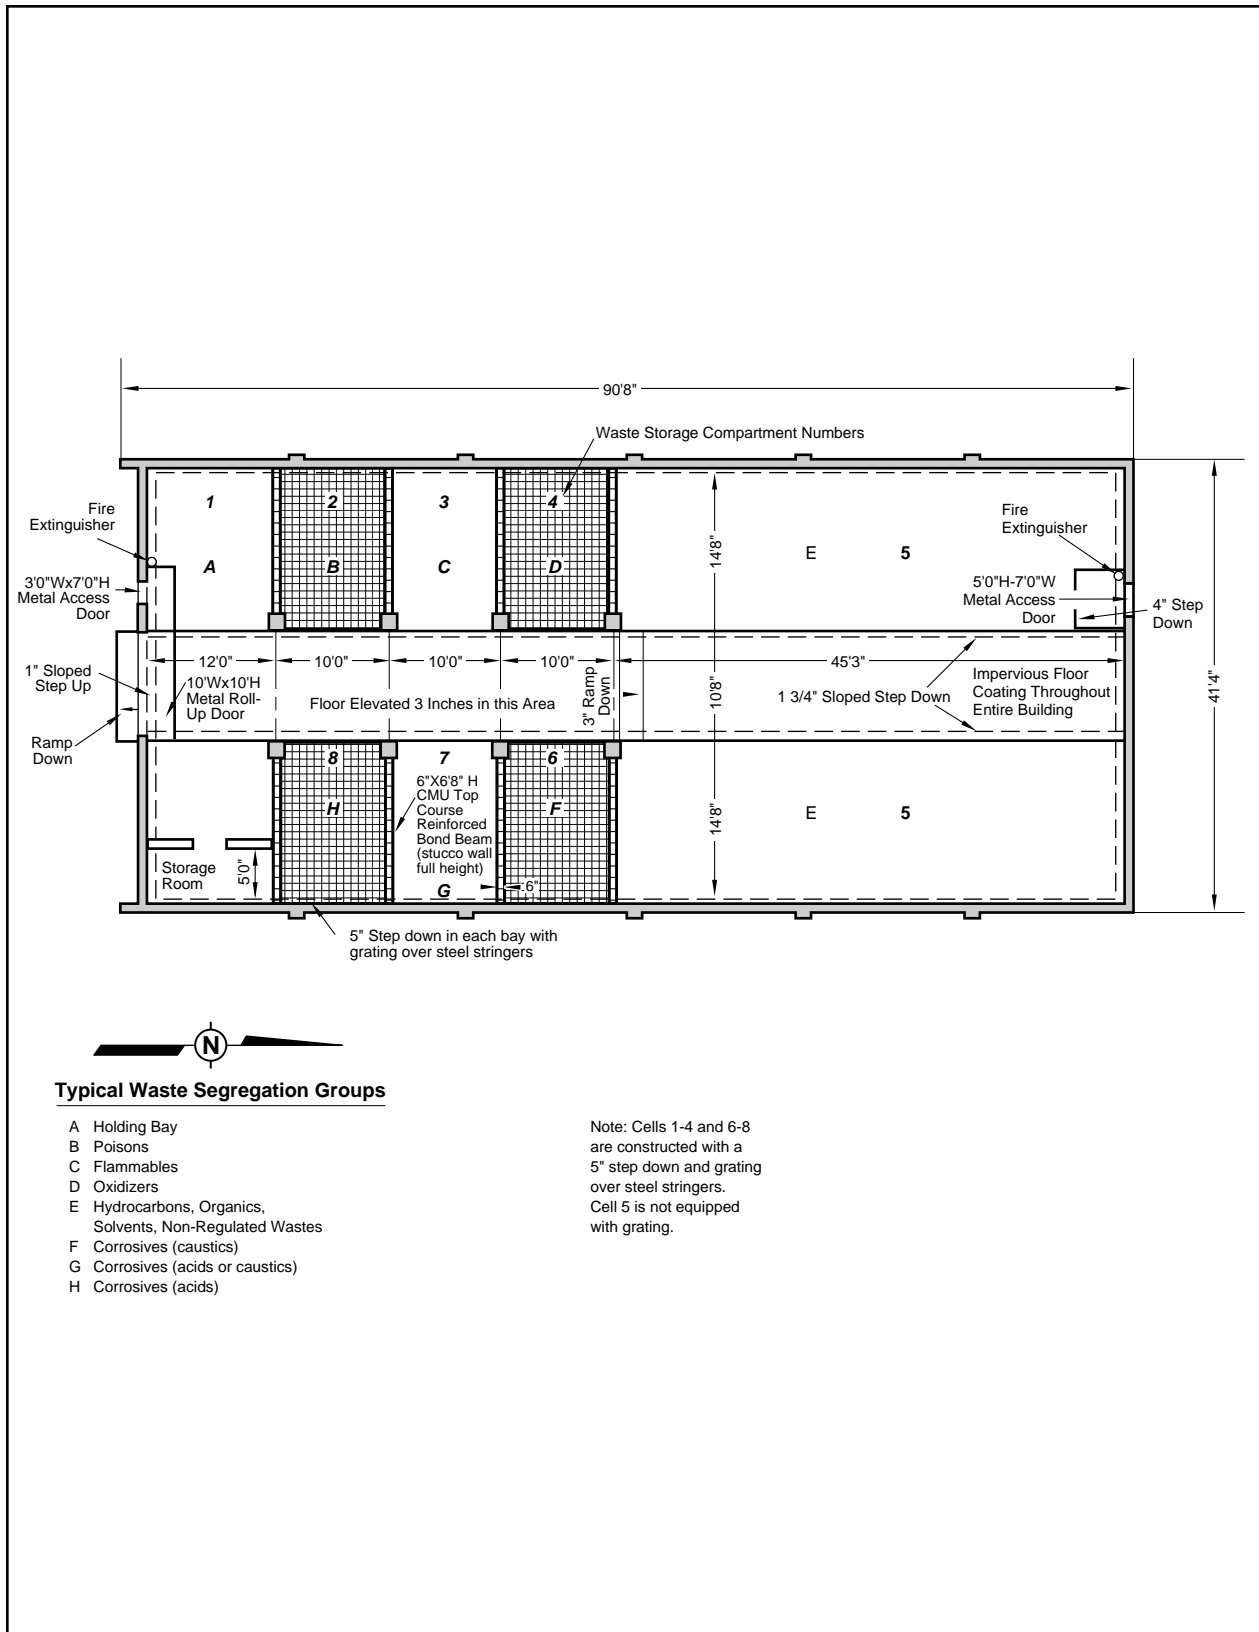 90'8"
Waste Storage Compartment Numbers
1
2
3
4
Fire
Extinguisher
Fire
Extinguisher
A
B
C
D
14'8"
E
5
3'0"Wx7'0"H
Metal Access
Door
5'0"H-7'0"W
Metal Access
Door
4" Step
Down
1" Sloped
Step Up
12'0"
10'0"
10'0"
10'0"
45'3"
10'W×10'H
Metal Roll-
Up Door
Floor Elevated 3 Inches in this Area
3" Ramp
Down
10'8"
1 3/4" Sloped Step Down
Impervious Floor
Coating Throughout
Entire Building
41'4"
Ramp
Down
8
7
6
6"X6'8" H
CMU Top
Course
Reinforced
Bond Beam
(stucco wall
full height)
H
F
14'8"
E
5
Storage
Room
5'0"
G
6"
5" Step down in each bay with
grating over steel stringers
N
Typical Waste Segregation Groups
A Holding Bay
B Poisons
C Flammables
D Oxidizers
E Hydrocarbons, Organics,
Solvents, Non-Regulated Wastes
F Corrosives (caustics)
G Corrosives (acids or caustics)
H Corrosives (acids)
Note: Cells 1-4 and 6-8
are constructed with a
5" step down and grating
over steel stringers.
Cell 5 is not equipped
with grating.